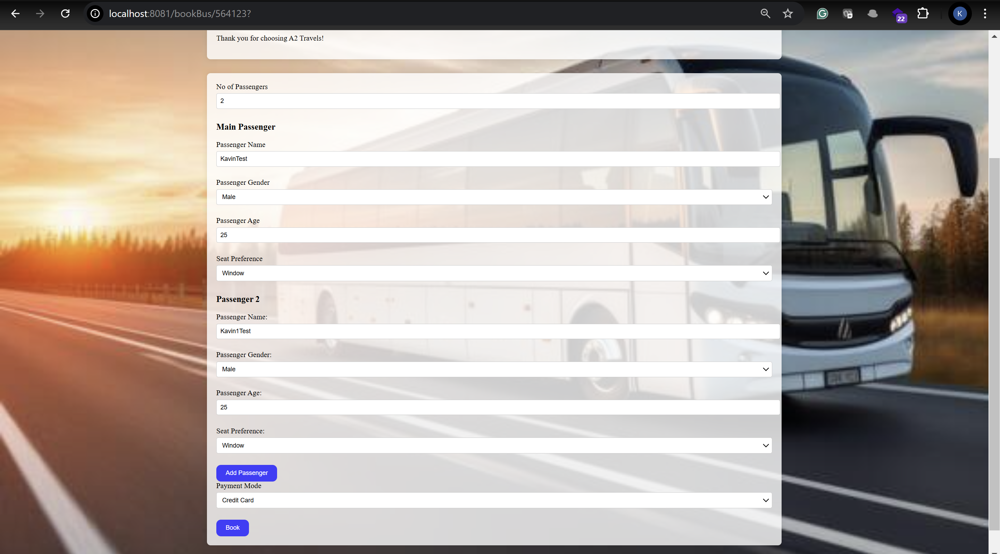 localhost:8081/bookBus/564123?
22
K
Thank you for choosing A2 Travels!
No of Passengers
2
Main Passenger
Passenger Name
KavinTest
Passenger Gender
Male
Passenger Age
25
Seat Preference
Window
Passenger 2
Passenger Name:
Kavin1Test
Passenger Gender:
Male
Passenger Age:
25
Seat Preference:
Window
Add Passenger
Payment Mode
Credit Card
Book